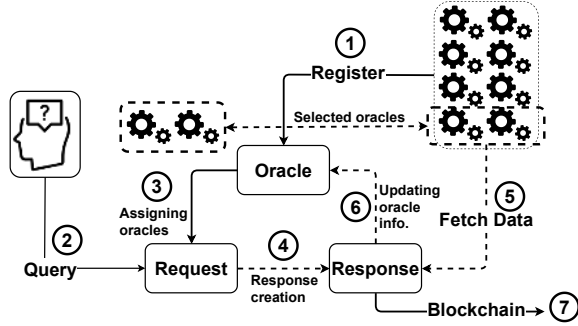 1
Register
?
Selected oracles
Oracle
3
Assigning
oracles
Updating
oracle
info.
6
5
Fetch Data
2
Query
Request
4
Response
creation
Response
Blockchain
7